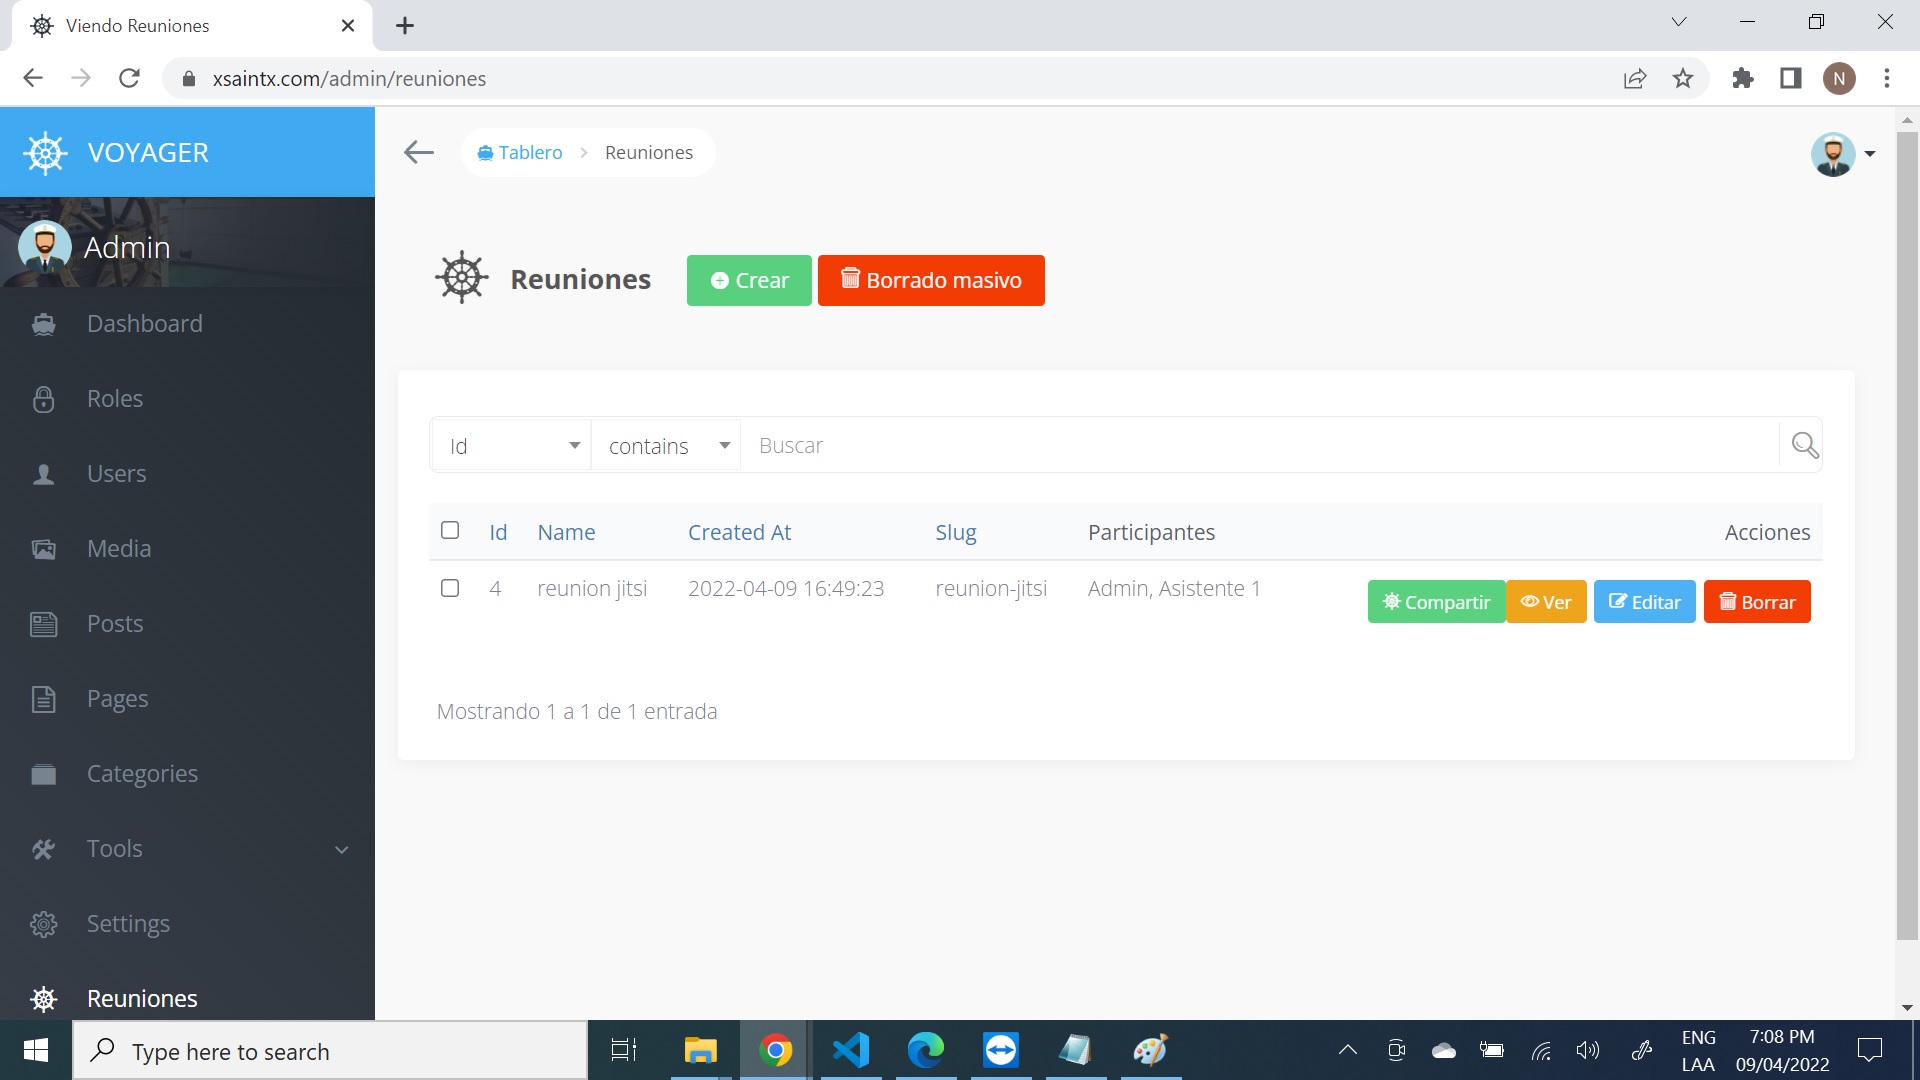 Viendo Reuniones
xsaintx.com/admin/reuniones
N
VOYAGER
Tablero > Reuniones
Admin
Reuniones
Crear
Borrado masivo
Dashboard
Roles
Users
Media
Posts
Pages
Categories
Tools
Settings
Reuniones
Id contains Buscar
Id Name Created At Slug Participantes Acciones
4 reunion jitsi 2022-04-09 16:49:23 reunion-jitsi Admin, Asistente 1 Compartir Ver Editar Borrar
Mostrando 1 a 1 de 1 entrada
Type here to search
ENG
LAA
7:08 PM
09/04/2022